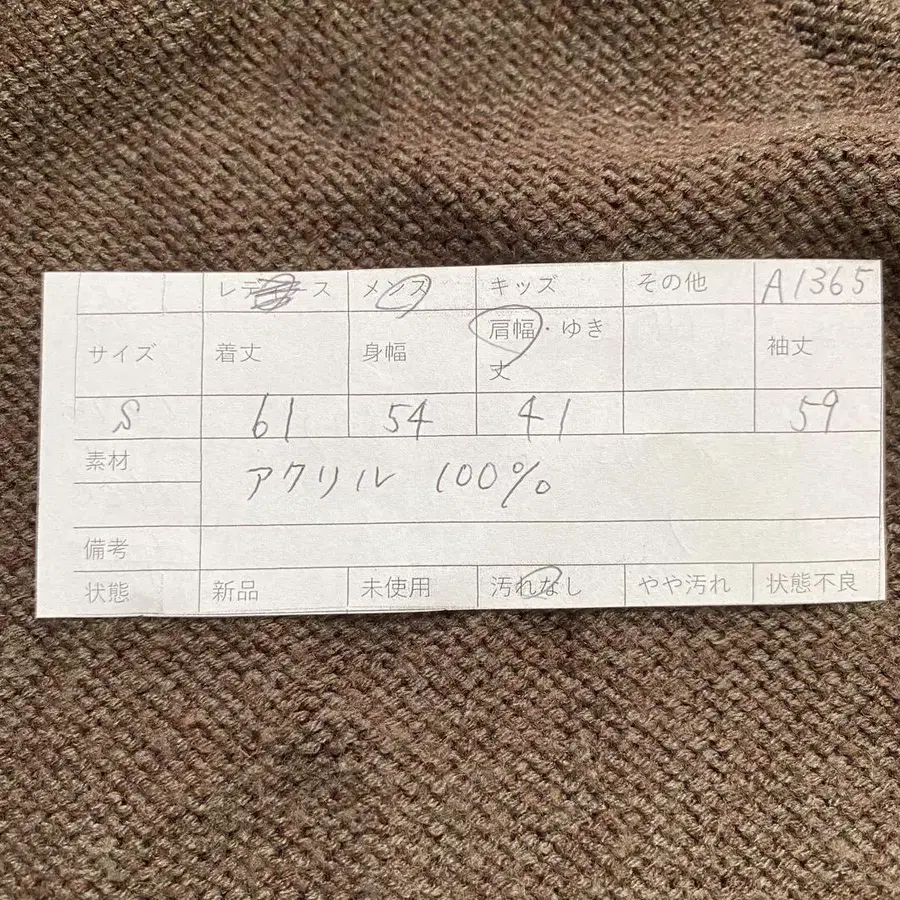 レディース メンズ キッズ その他 A1365
サイズ 着丈 身幅 肩幅・ゆき丈 袖丈
S 61 54 41 59
素材 アクリル 100%
備考
状態 新品 未使用 汚れなし やや汚れ 状態不良